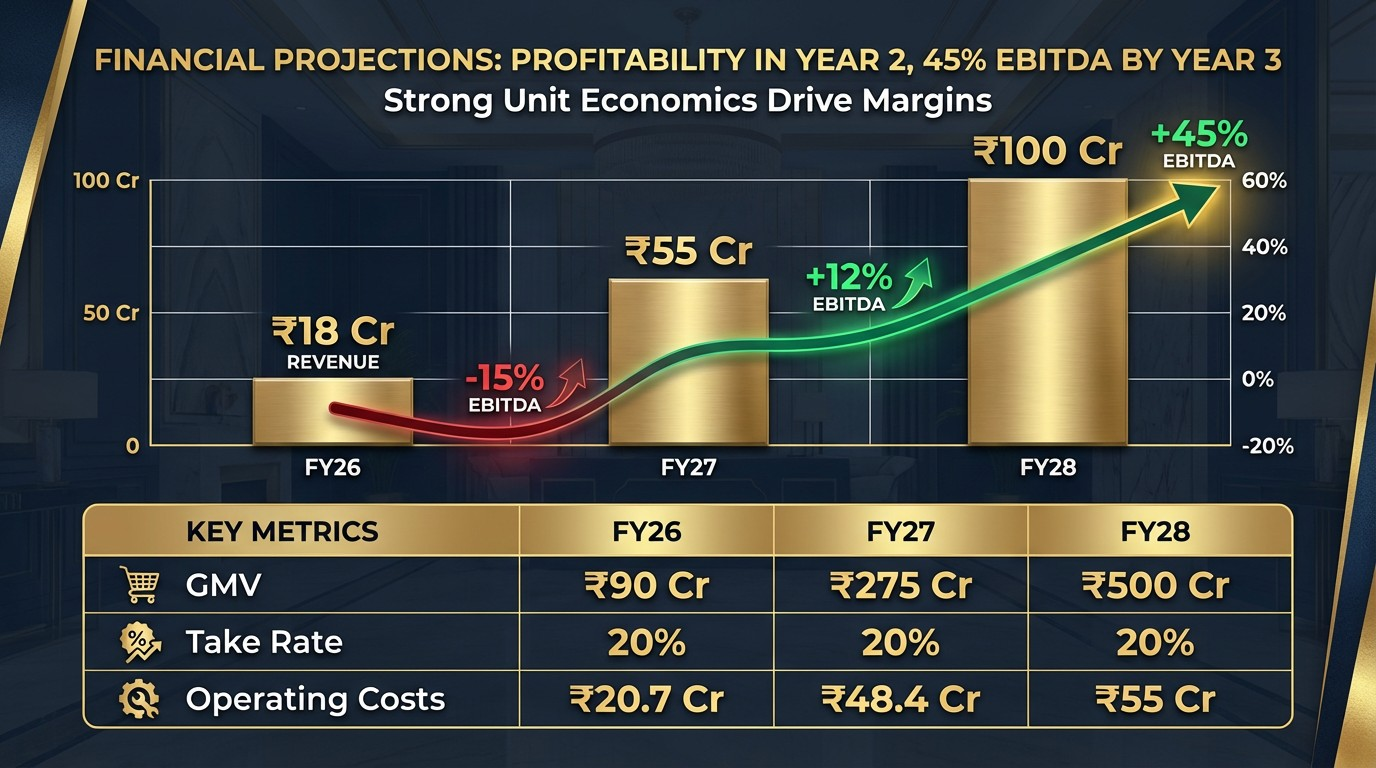 FINANCIAL PROJECTIONS: PROFITABILITY IN YEAR 2, 45% EBITDA BY YEAR 3
Strong Unit Economics Drive Margins
+45%
EBITDA
₹100 Cr
100 Cr
60%
₹55 Cr
40%
+12%
EBITDA
50 Cr
20%
₹18 Cr
REVENUE
-15%
EBITDA
0%
0
-20%
FY26
FY27
FY28
KEY METRICS FY26 FY27 FY28
GMV ₹90 Cr ₹275 Cr ₹500 Cr
% Take Rate 20% 20% 20%
Operating Costs ₹20.7 Cr ₹48.4 Cr ₹55 Cr